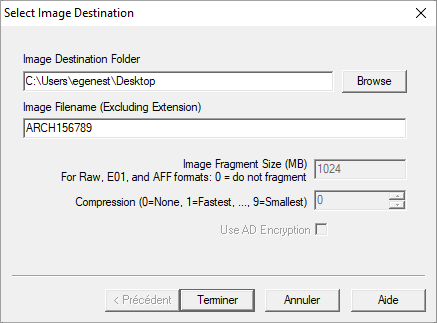 Select Image Destination
Image Destination Folder
C:\Users\egenest\Desktop
Browse
Image Filename (Excluding Extension)
ARCH156789
Image Fragment Size (MB)
1024
For Raw, E01, and AFF formats: 0 = do not fragment
Compression (0=None, 1=Fastest, ..., 9=Smallest)
0
Use AD Encryption
< Précédent
Terminer
Annuler
Aide